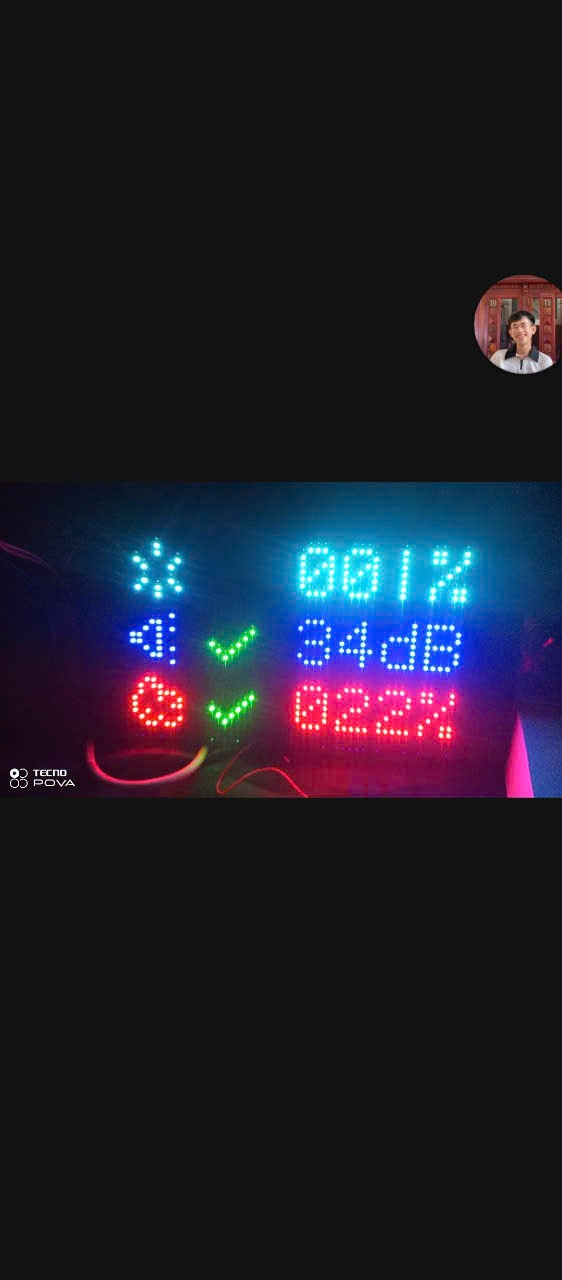 001%
34dB
022%
TECNO
POVA